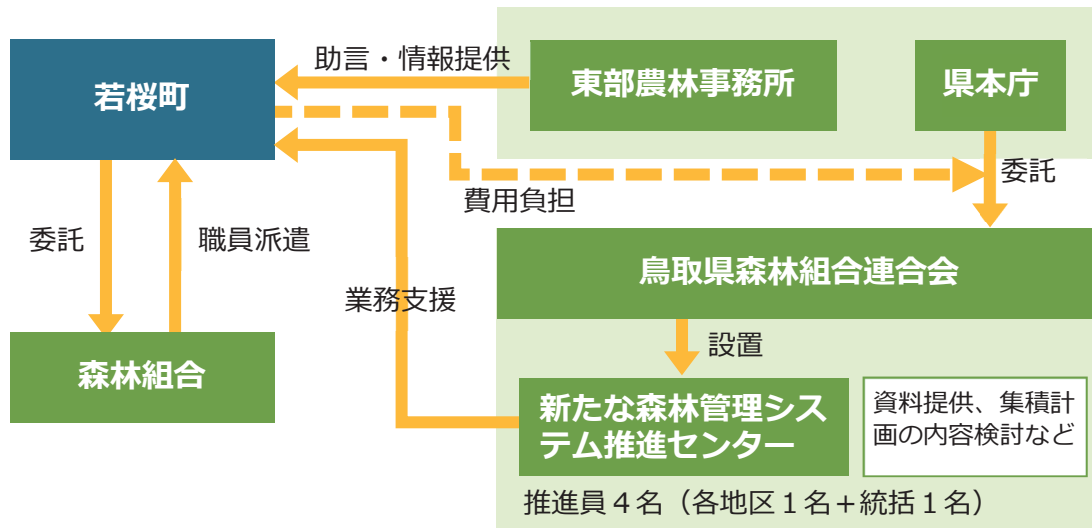 助言・情報提供
若桜町
東部農林事務所
県本庁
費用負担
委託
委託
職員派遣
業務支援
鳥取県森林組合連合会
設置
森林組合
新たな森林管理シス
テム推進センター
資料提供、集積計
画の内容検討など
推進員４名（各地区１名＋統括１名）